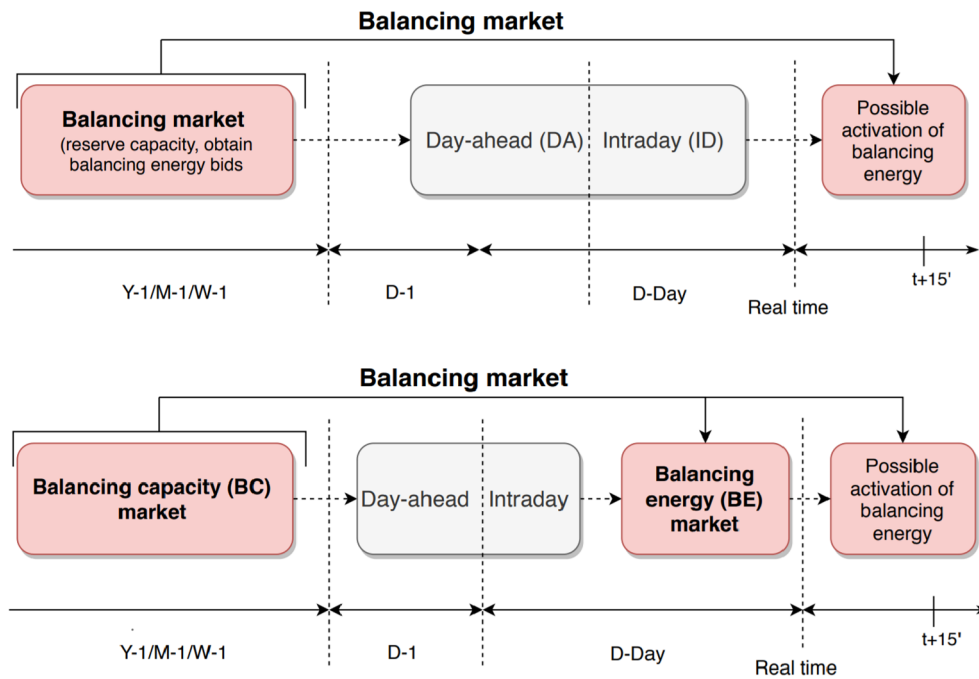 Balancing market
Balancing market
(reserve capacity, obtain
balancing energy bids
Day-ahead (DA)
Intraday (ID)
Possible
activation of
balancing
energy
Y-1/M-1/W-1
D-1
D-Day
Real time
t+15'
Balancing market
Balancing capacity (BC)
market
Day-ahead
Intraday
Balancing
energy (BE)
market
Possible
activation of
balancing
energy
Y-1/M-1/W-1
D-1
D-Day
Real time
t+15'